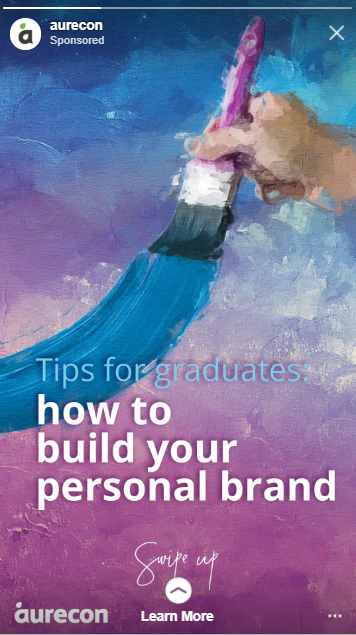 aurecon
Sponsored
Tips for graduates:
how to
build your
personal brand
Swipe up
aurecon
Learn More